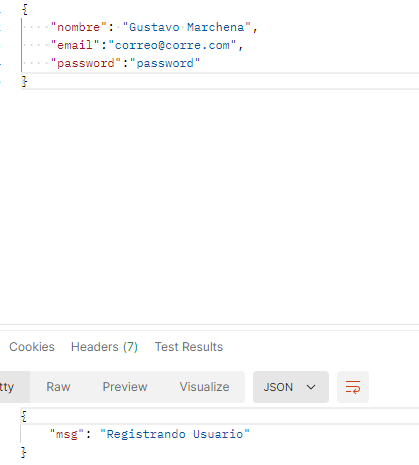 {
"nombre": "Gustavo Marchena",
"email":"correo@corre.com",
"password":"password"
}
Cookies Headers (7) Test Results
tty Raw Preview Visualize JSON
{
"msg": "Registrando Usuario"
}